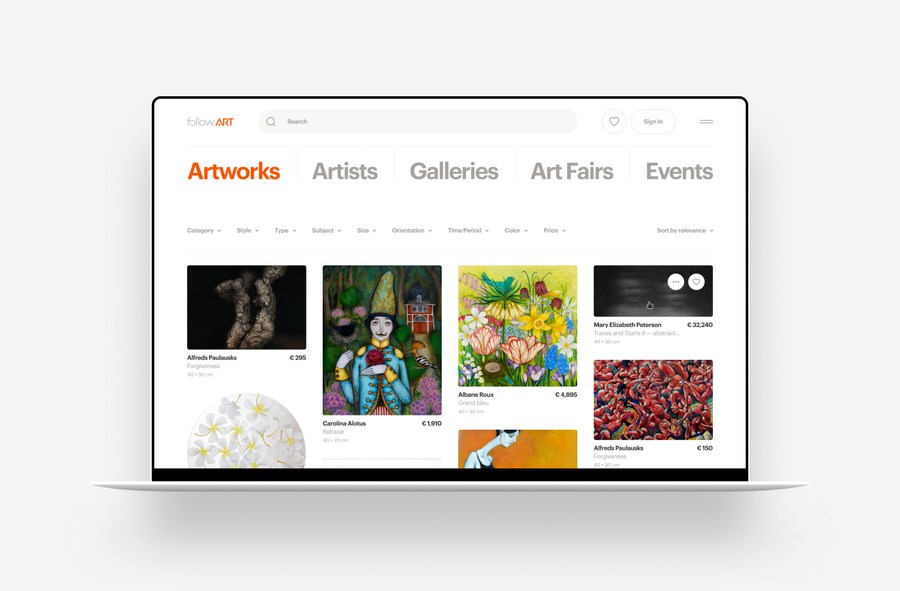 followART
Search
Sign In
Artworks Artists Galleries Art Fairs Events
Category Style Type Subject Size Orientation Time Period Color Price Sort by relevance
Alfreds Paulausks € 295
Forgiveness
40 × 30 cm
Carolina Alotus € 1,910
Baltazar
40 × 30 cm
Albane Roux € 4,895
Grand bleu
40 × 30 cm
Mary Elizabeth Peterson € 32,240
Traces and Starts II — abstract...
40 × 30 cm
Alfreds Paulausks € 150
Forgiveness
40 × 30 cm